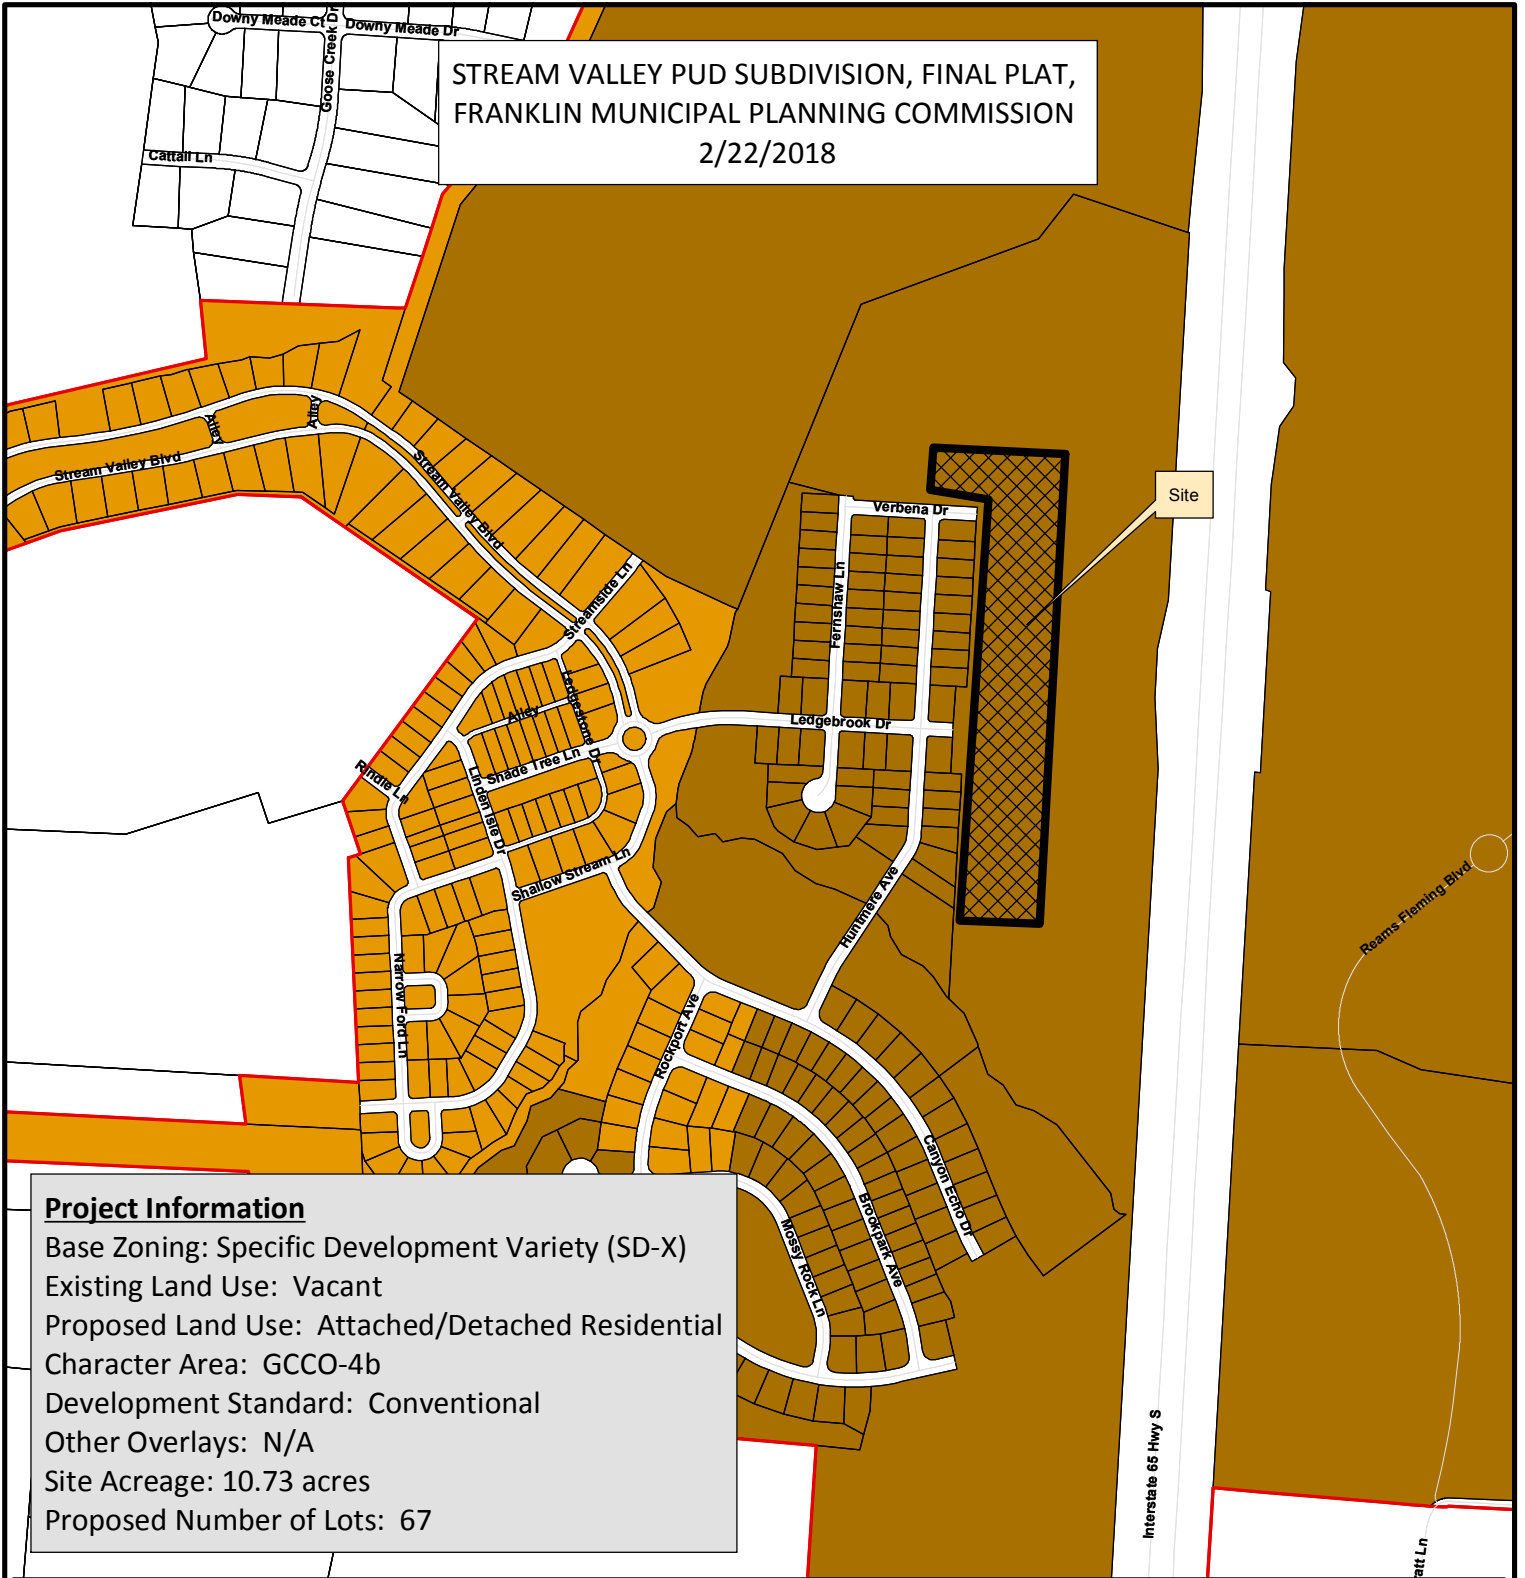 Downy Meade Ct
Downy Meade Dr
Goose Creek Dr
Cattail Ln
STREAM VALLEY PUD SUBDIVISION, FINAL PLAT,
FRANKLIN MUNICIPAL PLANNING COMMISSION
2/22/2018
Alley
Alley
Stream Valley Blvd
Stream Valley Blvd
Site
Verbena Dr
Fernshaw Ln
Streamside Ln
Ledgestone Dr
Alley
Ledgebrook Dr
Shade Tree Ln
Rindle Ln
Linden Isle Dr
Shallow Stream Ln
Huntmere Ave
Reams Fleming Blvd
Narrow Ford Ln
Rockport Ave
Canyon Echo Dr
Brookpark Ave
Mossy Rock Ln
Interstate 65 Hwy S
Project Information
Base Zoning: Specific Development Variety (SD-X)
Existing Land Use: Vacant
Proposed Land Use: Attached/Detached Residential
Character Area: GCCO-4b
Development Standard: Conventional
Other Overlays: N/A
Site Acreage: 10.73 acres
Proposed Number of Lots: 67
Ln